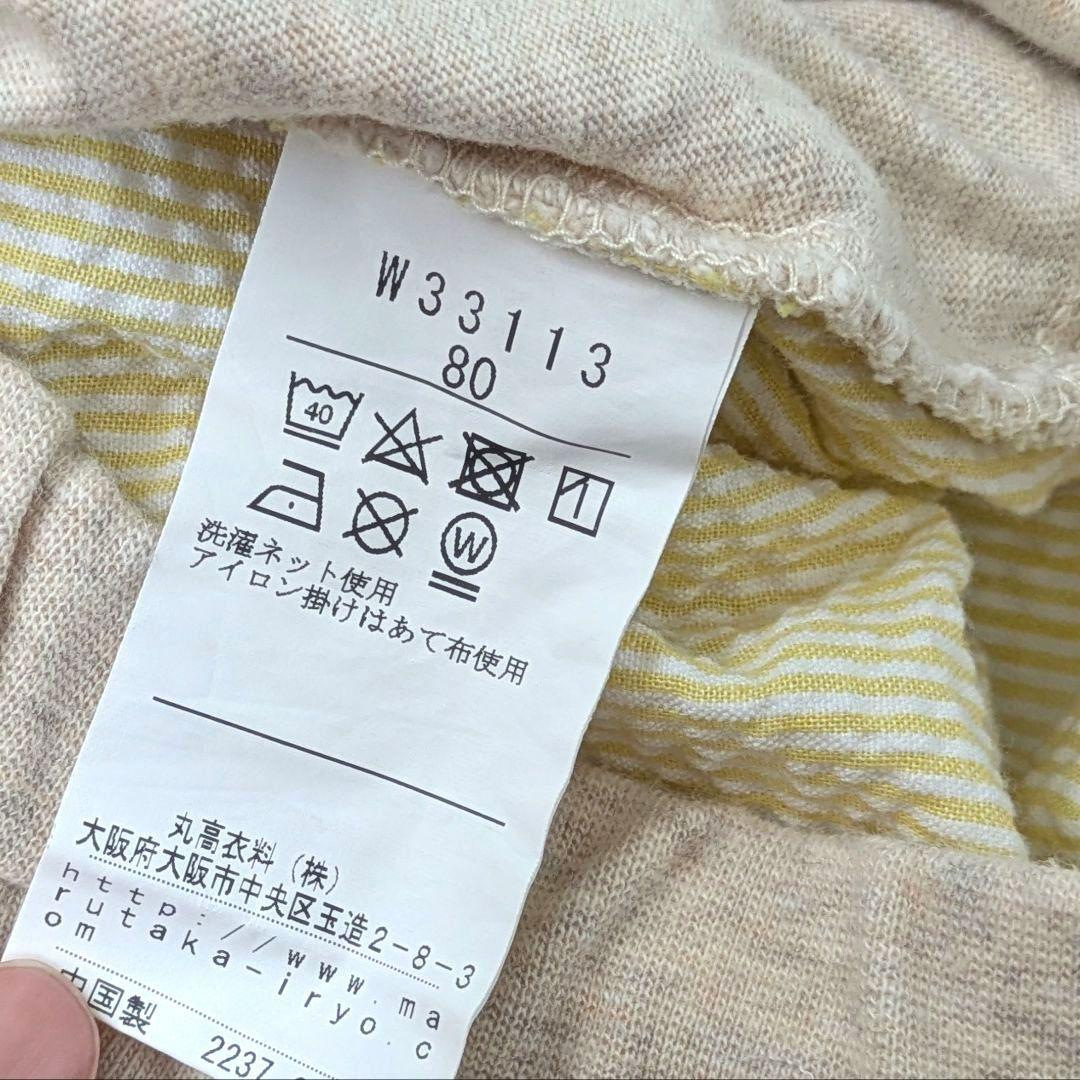 W33113
80
40
1
W
洗濯ネット使用
アイロン掛けはあて布使用
丸高衣料(株)
大阪府大阪市中央区玉造2-8-3
http://www.ma
rutaka-iryo.c
om
中国製
2237